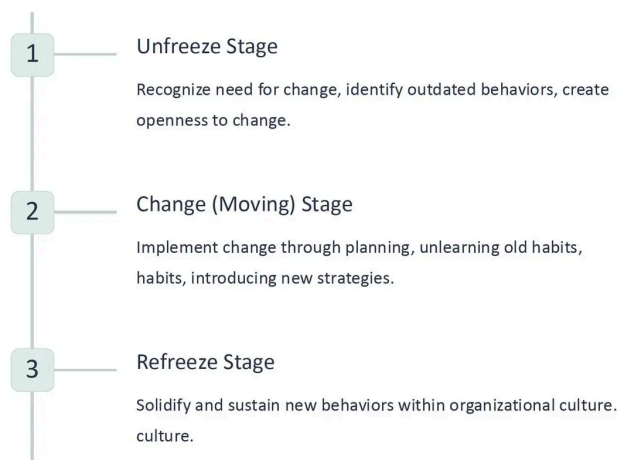 1
Unfreeze Stage
Recognize need for change, identify outdated behaviors, create
openness to change.
2
Change (Moving) Stage
Implement change through planning, unlearning old habits,
habits, introducing new strategies.
3
Refreeze Stage
Solidify and sustain new behaviors within organizational culture.
culture.